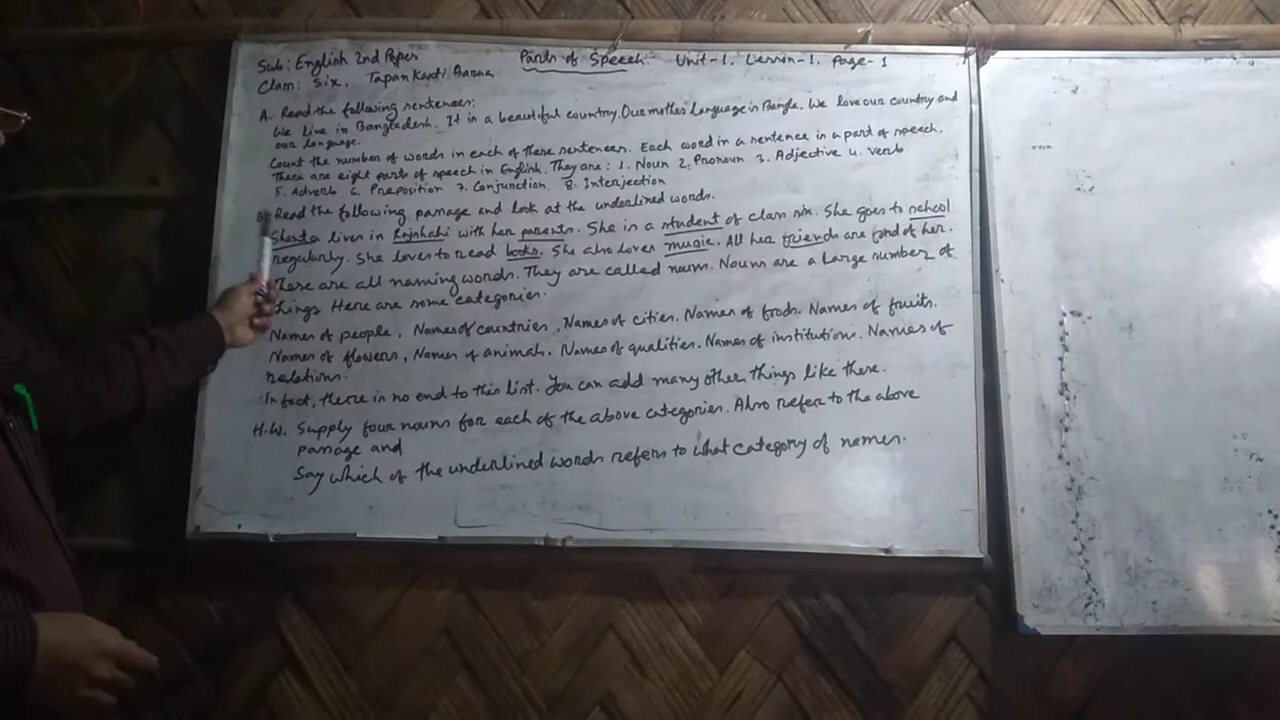 Sub: English 2nd Paper Parts of Speech. Unit-1. Lesson-1. Page-1
Class: Six. Tapan Kanti Barua
A. Read the following sentences:
We live in Bangladesh. It is a beautiful country. Our mother language is Bangla. We love our country and
our language.
Count the number of words in each of these sentences. Each word in a sentence is a part of speech.
There are eight parts of speech in English. They are: 1. Noun 2. Pronoun 3. Adjective 4. verb
5. Adverb 6. Preposition 7. Conjunction 8. Interjection
B. Read the following passage and look at the underlined words.
Shanta lives in Rajshahi with her parents. She is a student of class six. She goes to school
regularly. She loves to read books. She also loves music. All her friends are fond of her.
These are all naming words. They are called noun. Nouns are a large number of
things Here are some categories.
Names of people, Names of countries, Names of cities. Names of foods. Names of fruits.
Names of flowers, Names of animals, Names of qualities. Names of institution. Names of
relations.
In fact, there is no end to this list. You can add many other things like these.
H.W. Supply four nouns for each of the above categories. Also refer to the above
passage and
Say which of the underlined words refers to what category of names.